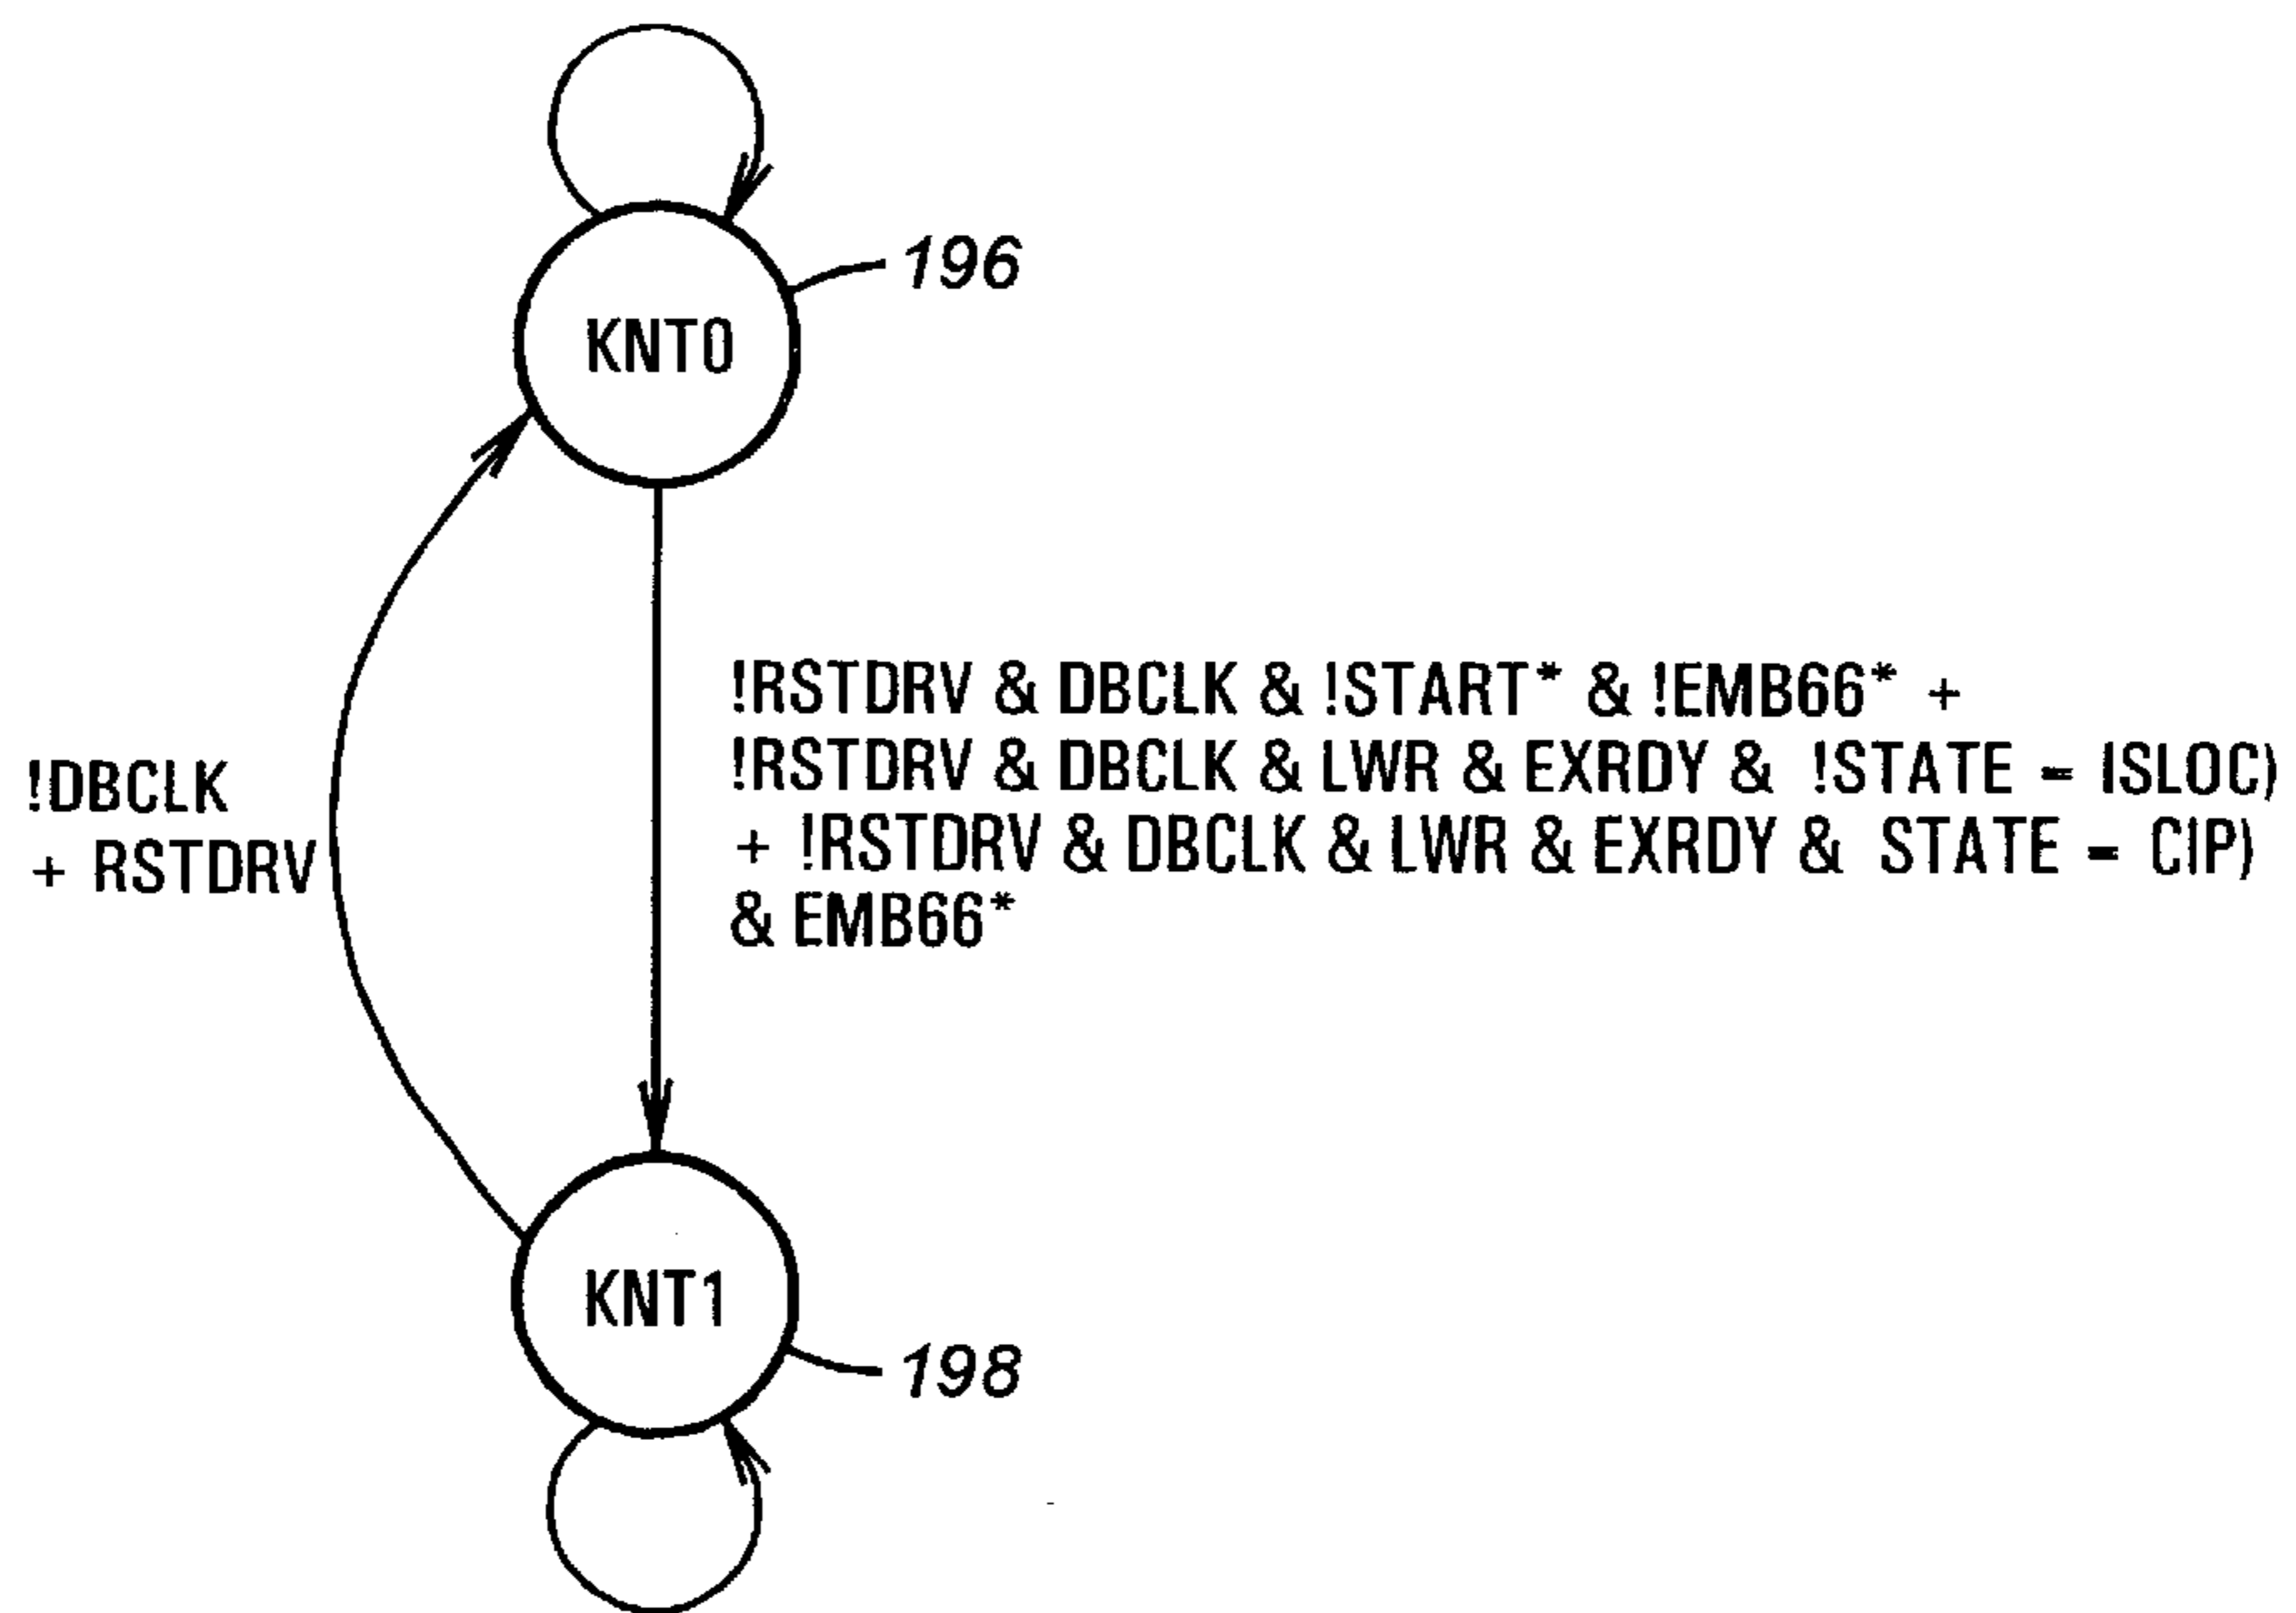 196
KNT0
!RSTDRV & DBCLK & !START* & !EMB66* +
!RSTDRV & DBCLK & LWR & EXRDY & !STATE = ISLOC)
+ !RSTDRV & DBCLK & LWR & EXRDY & STATE = CIP)
& EMB66*
!DBCLK
+ RSTDRV
KNT1
198